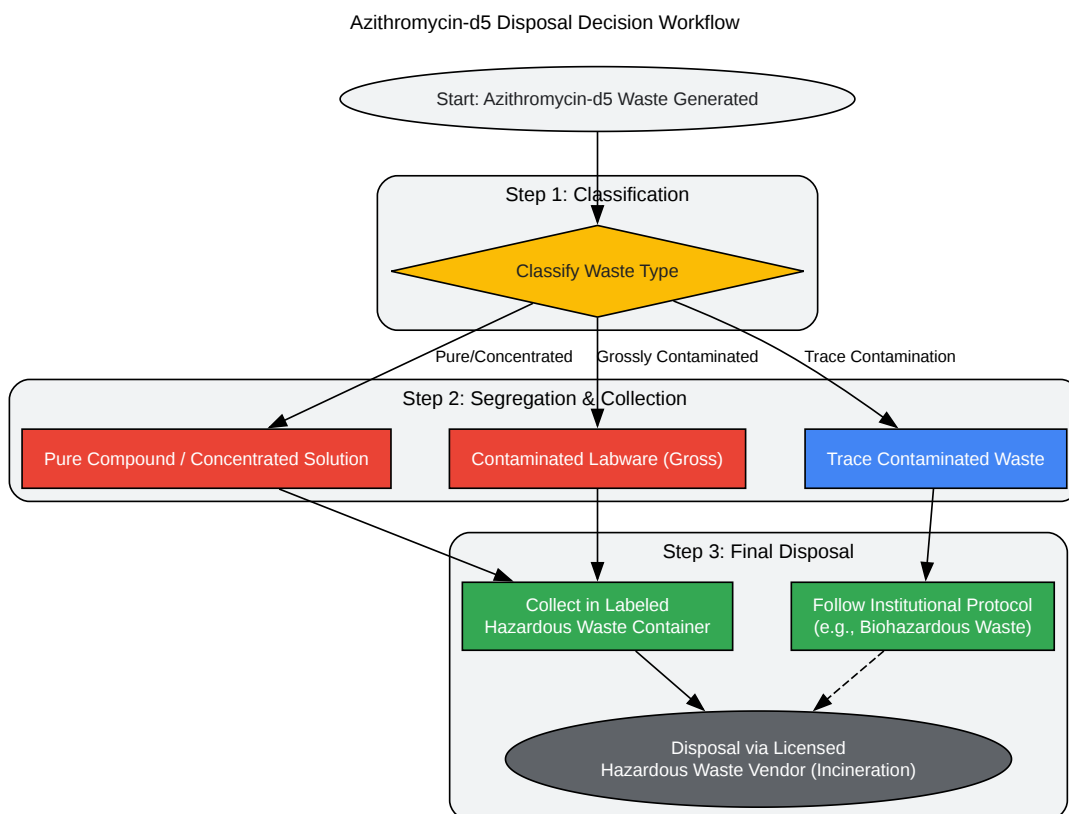 Azithromycin-d5 Disposal Decision Workflow
Start: Azithromycin-d5 Waste Generated
Step 1: Classification
Classify Waste Type
Pure/Concentrated
Grossly Contaminated
Trace Contamination
Step 2: Segregation & Collection
Pure Compound / Concentrated Solution
Contaminated Labware (Gross)
Trace Contaminated Waste
Step 3: Final Disposal
Collect in Labeled
Hazardous Waste Container
Follow Institutional Protocol
(e.g., Biohazardous Waste)
Disposal via Licensed
Hazardous Waste Vendor (Incineration)